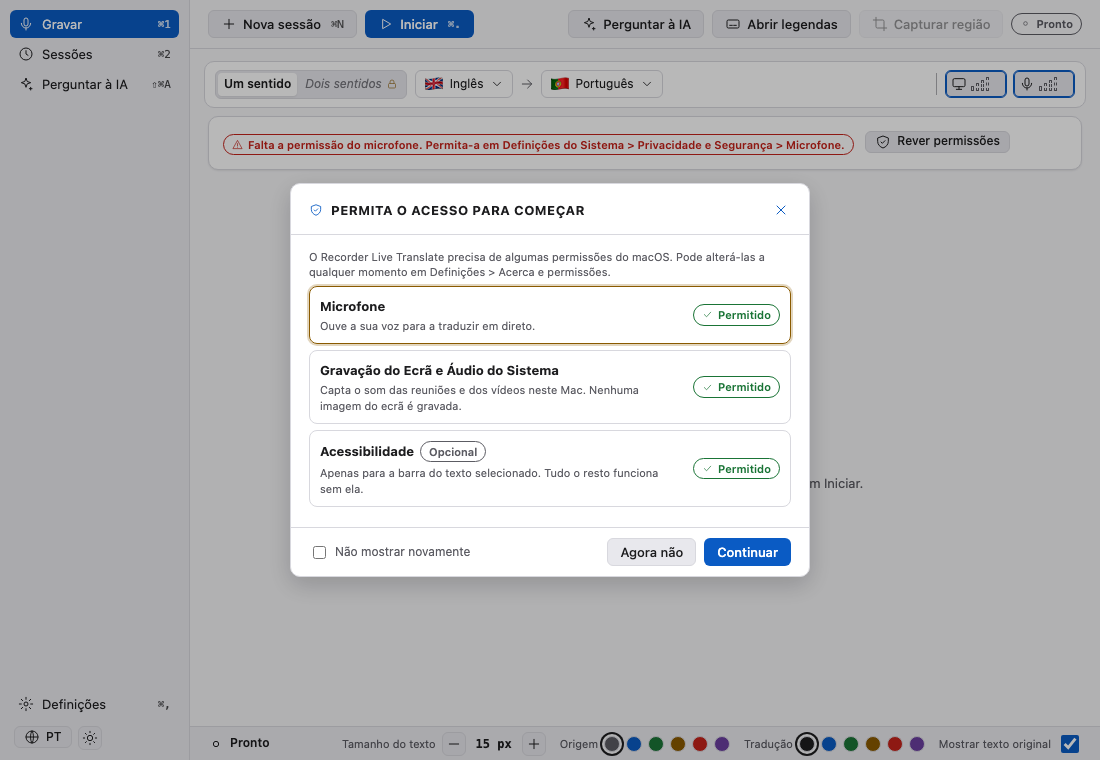 Gravar ⌘1
Sessões ⌘2
Perguntar à IA ⇧⌘A
Nova sessão ⌘N
Iniciar
Perguntar à IA
Abrir legendas
Capturar região
Pronto
Um sentido Dois sentidos
Inglês → Português
Falta a permissão do microfone. Permita-a em Definições do Sistema > Privacidade e Segurança > Microfone.
Rever permissões
PERMITA O ACESSO PARA COMEÇAR
O Recorder Live Translate precisa de algumas permissões do macOS. Pode alterá-las a
qualquer momento em Definições > Acerca e permissões.
Microfone
Ouve a sua voz para a traduzir em direto.
Permitido
Gravação do Ecrã e Áudio do Sistema
Capta o som das reuniões e dos vídeos neste Mac. Nenhuma
imagem do ecrã é gravada.
Permitido
Acessibilidade Opcional
Apenas para a barra do texto selecionado. Tudo o resto funciona
sem ela.
Permitido
Iniciar.
Não mostrar novamente
Agora não
Continuar
Definições ⌘,
PT
Pronto
Tamanho do texto − 15 px +
Origem
Tradução
Mostrar texto original